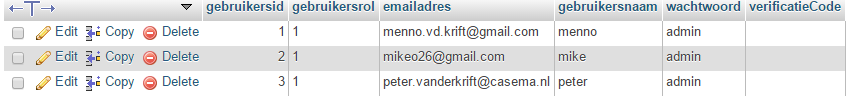 gebruikersid gebruikersrol emailadres gebruikersnaam wachtwoord verificatieCode
Edit Copy Delete 1 1 menno.vd.krift@gmail.com menno admin
Edit Copy Delete 2 1 mikeo26@gmail.com mike admin
Edit Copy Delete 3 1 peter.vanderkrift@casema.nl peter admin